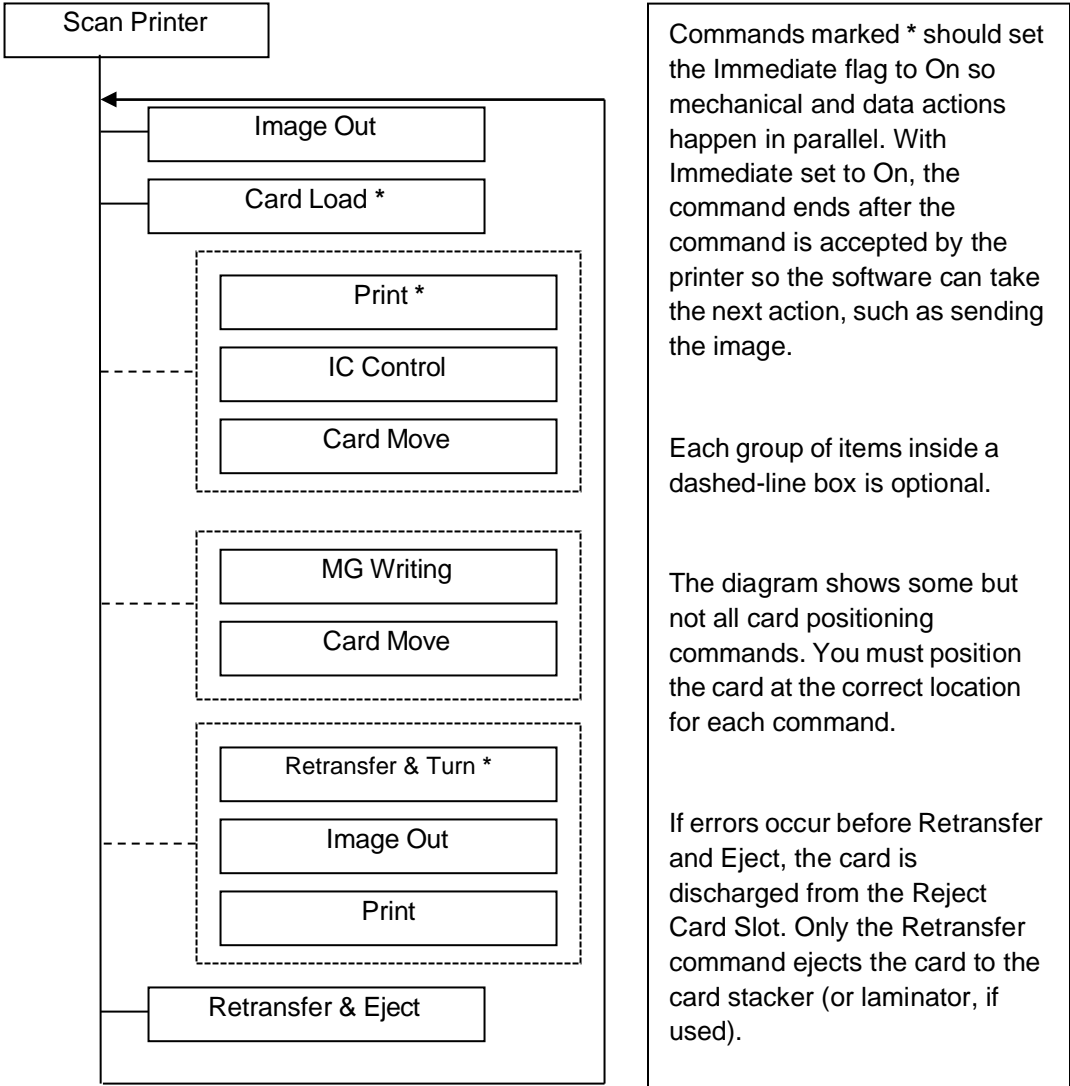 Scan Printer
Image Out
Card Load *
Print *
IC Control
Card Move
MG Writing
Card Move
Retransfer & Turn *
Image Out
Print
Retransfer & Eject
Commands marked * should set
the Immediate flag to On so
mechanical and data actions
happen in parallel. With
Immediate set to On, the
command ends after the
command is accepted by the
printer so the software can take
the next action, such as sending
the image.
Each group of items inside a
dashed-line box is optional.
The diagram shows some but
not all card positioning
commands. You must position
the card at the correct location
for each command.
If errors occur before Retransfer
and Eject, the card is
discharged from the Reject
Card Slot. Only the Retransfer
command ejects the card to the
card stacker (or laminator, if
used).